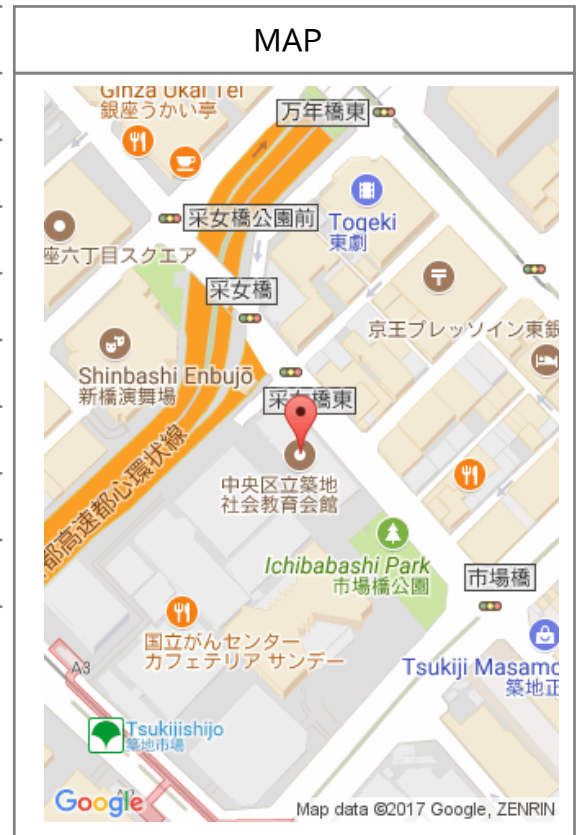 MAP
Ginza Ukai Tei
銀座うかい亭
万年橋東
采女橋公園前
Togeki
東劇
座六丁目スクエア
采女橋
京王プレッソイン東銀
Shinbashi Enbujō
新橋演舞場
采女橋東
中央区立築地
社会教育会館
都高速都心環状線
Ichibabashi Park
市場橋公園
市場橋
国立がんセンター
カフェテリア サンデー
Tsukiji Masamo
築地正
A3
Tsukijishijo
築地市場
Google
Map data ©2017 Google, ZENRIN